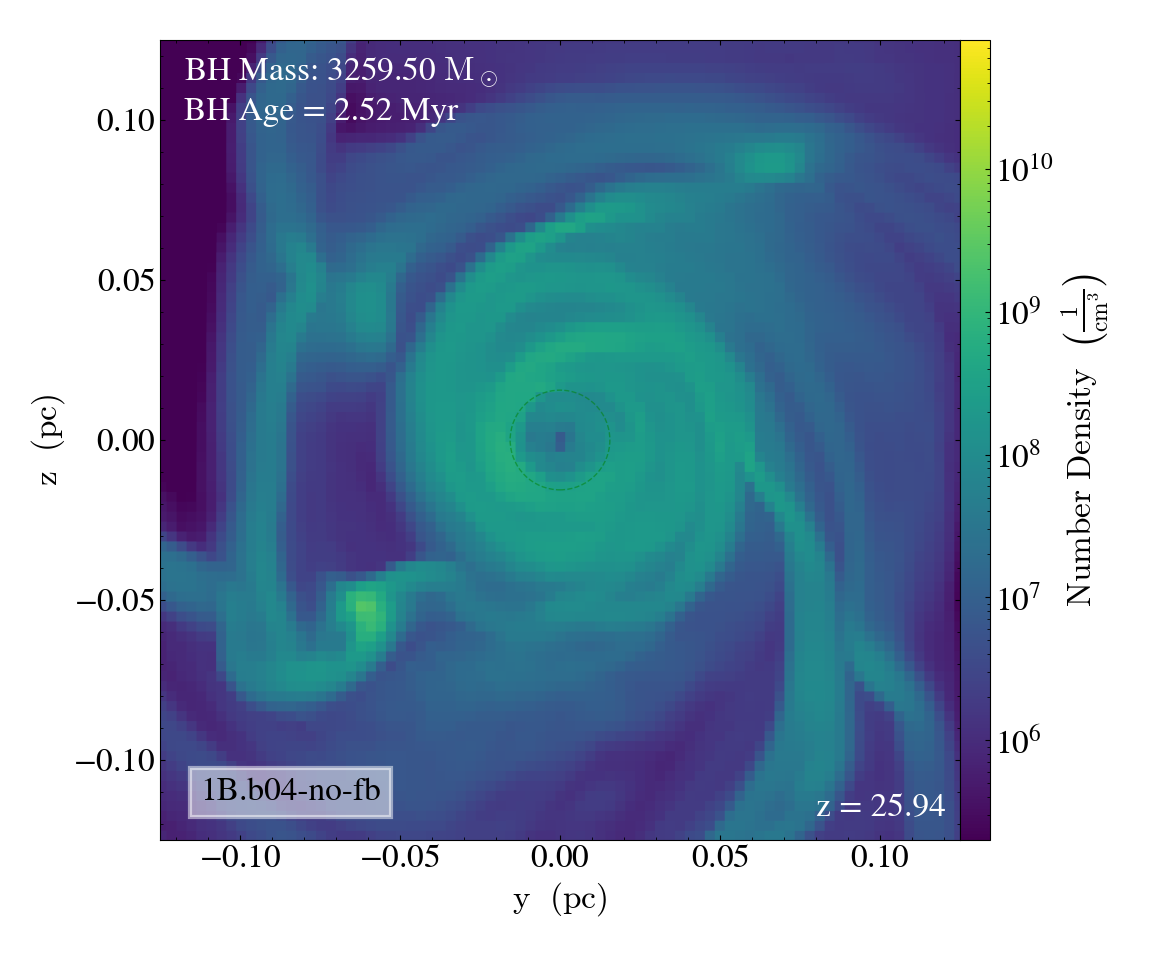 BH Mass: 3259.50 M⊙
BH Age = 2.52 Myr
0.10
0.05
0.00
−0.05
−0.10
z (pc)
1B.b04-no-fb
z = 25.94
−0.10 −0.05 0.00 0.05 0.10
y (pc)
10^10
10^9
10^8
10^7
10^6
Number Density (1/cm^3)